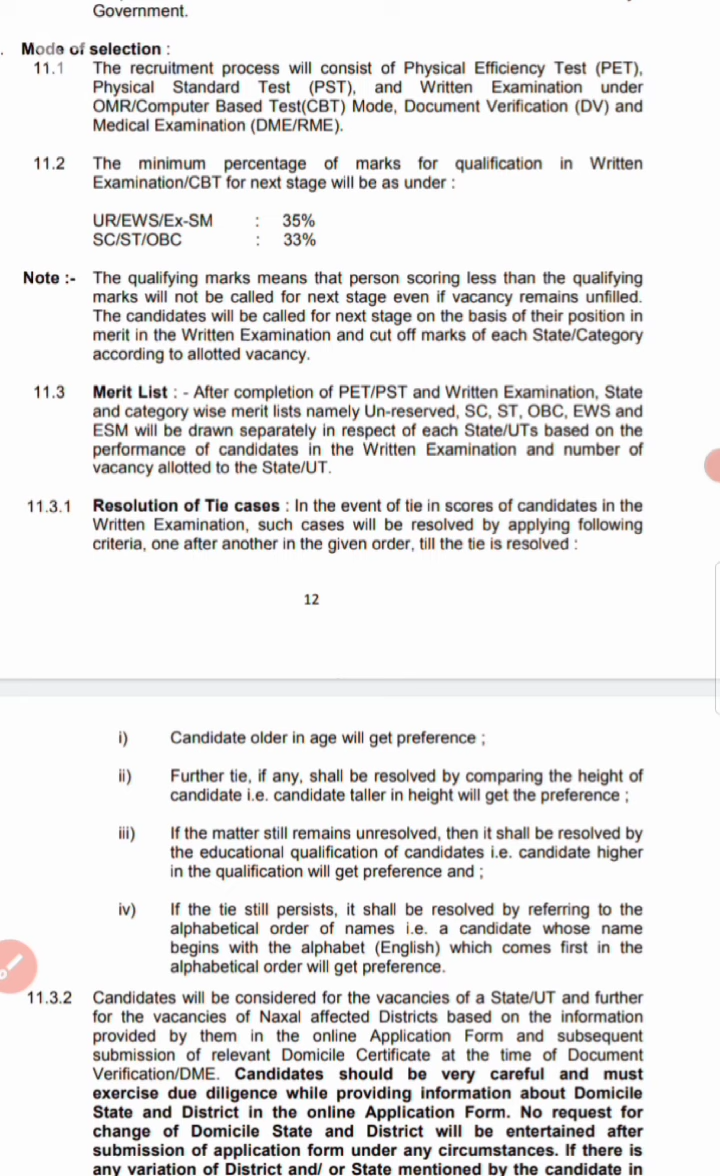 Government.
Mode of selection :
11.1 The recruitment process will consist of Physical Efficiency Test (PET),
Physical Standard Test (PST), and Written Examination under
OMR/Computer Based Test(CBT) Mode, Document Verification (DV) and
Medical Examination (DME/RME).
11.2 The minimum percentage of marks for qualification in Written
Examination/CBT for next stage will be as under :
UR/EWS/Ex-SM : 35%
SC/ST/OBC : 33%
Note :- The qualifying marks means that person scoring less than the qualifying
marks will not be called for next stage even if vacancy remains unfilled.
The candidates will be called for next stage on the basis of their position in
merit in the Written Examination and cut off marks of each State/Category
according to allotted vacancy.
11.3 Merit List : - After completion of PET/PST and Written Examination, State
and category wise merit lists namely Un-reserved, SC, ST, OBC, EWS and
ESM will be drawn separately in respect of each State/UTs based on the
performance of candidates in the Written Examination and number of
vacancy allotted to the State/UT.
11.3.1 Resolution of Tie cases : In the event of tie in scores of candidates in the
Written Examination, such cases will be resolved by applying following
criteria, one after another in the given order, till the tie is resolved :
12
i) Candidate older in age will get preference ;
ii) Further tie, if any, shall be resolved by comparing the height of
candidate i.e. candidate taller in height will get the preference ;
iii) If the matter still remains unresolved, then it shall be resolved by
the educational qualification of candidates i.e. candidate higher
in the qualification will get preference and ;
iv) If the tie still persists, it shall be resolved by referring to the
alphabetical order of names i.e. a candidate whose name
begins with the alphabet (English) which comes first in the
alphabetical order will get preference.
11.3.2 Candidates will be considered for the vacancies of a State/UT and further
for the vacancies of Naxal affected Districts based on the information
provided by them in the online Application Form and subsequent
submission of relevant Domicile Certificate at the time of Document
Verification/DME. Candidates should be very careful and must
exercise due diligence while providing information about Domicile
State and District in the online Application Form. No request for
change of Domicile State and District will be entertained after
submission of application form under any circumstances. If there is
any variation of District and/ or State mentioned by the candidate in